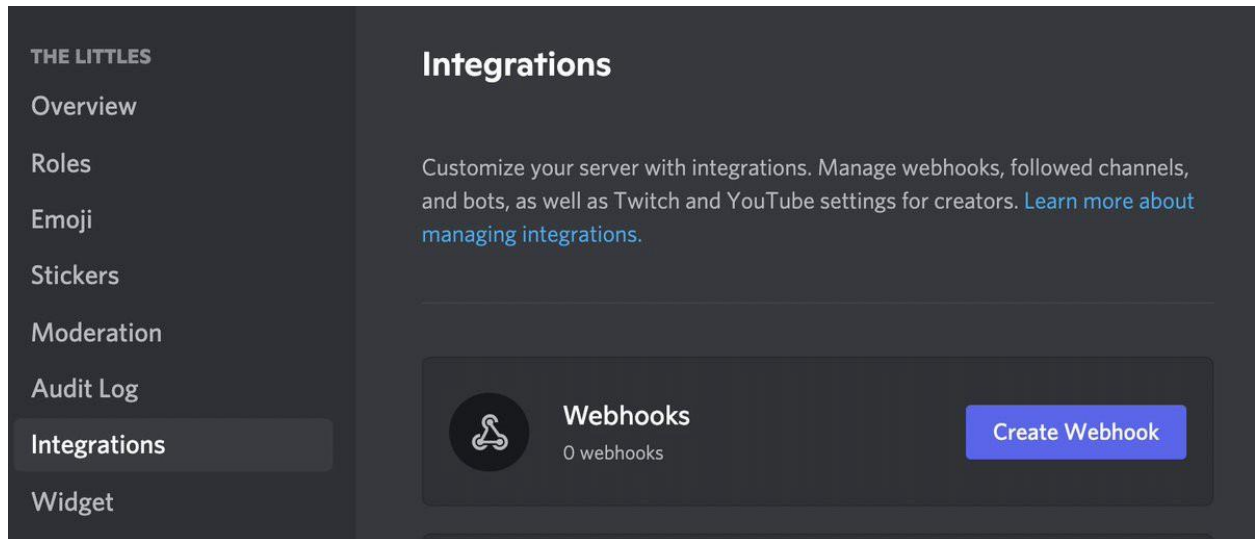 THE LITTLES
Overview
Roles
Emoji
Stickers
Moderation
Audit Log
Integrations
Widget
Integrations
Customize your server with integrations. Manage webhooks, followed channels,
and bots, as well as Twitch and YouTube settings for creators. Learn more about
managing integrations.
Webhooks
0 webhooks
Create Webhook